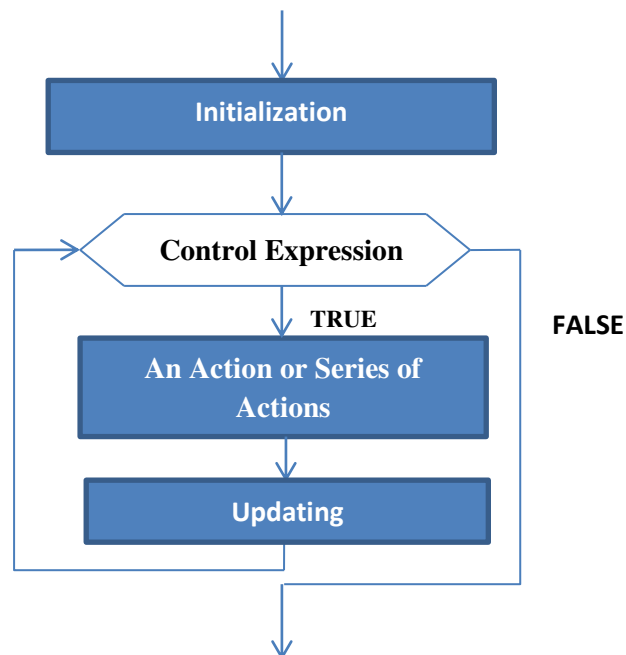 Initialization
Control Expression
TRUE
FALSE
An Action or Series of
Actions
Updating